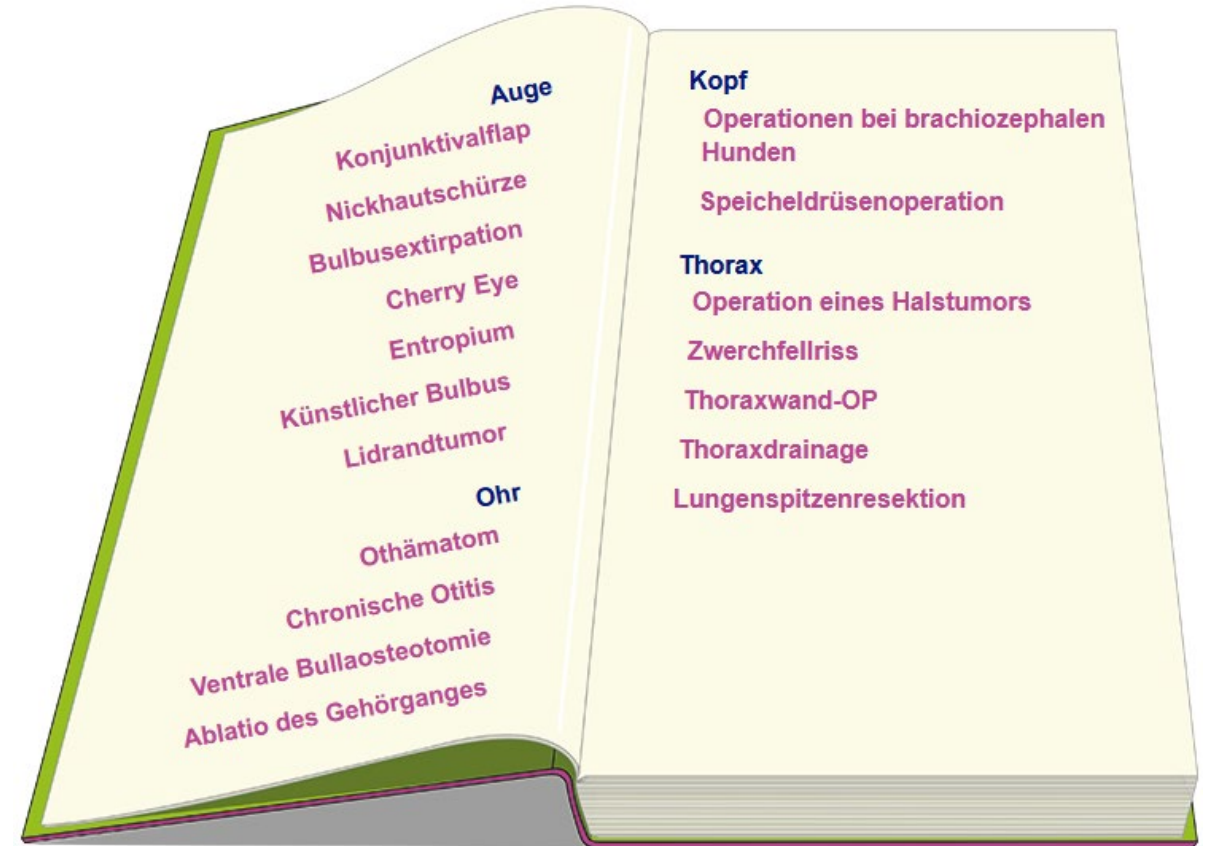 Auge
Konjunktivalflap
Nickhautschürze
Bulbusextirpation
Cherry Eye
Entropium
Künstlicher Bulbus
Lidrandtumor
Ohr
Othämatom
Chronische Otitis
Ventrale Bullaosteotomie
Ablatio des Gehörganges
Kopf
Operationen bei brachiozephalen
Hunden
Speicheldrüsenoperation
Thorax
Operation eines Halstumors
Zwerchfellriss
Thoraxwand-OP
Thoraxdrainage
Lungenspitzenresektion